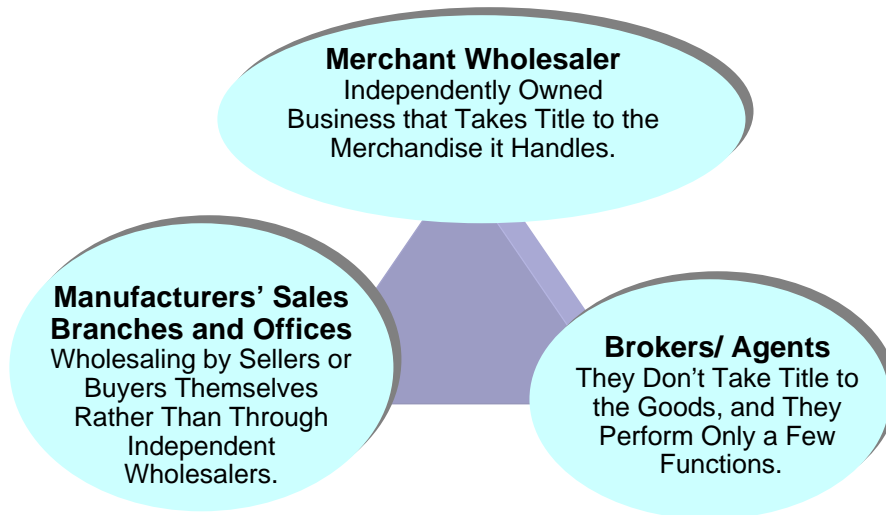 Merchant Wholesaler
Independently Owned
Business that Takes Title to the
Merchandise it Handles.
Manufacturers’ Sales
Branches and Offices
Wholesaling by Sellers or
Buyers Themselves
Rather Than Through
Independent
Wholesalers.
Brokers/ Agents
They Don’t Take Title to
the Goods, and They
Perform Only a Few
Functions.